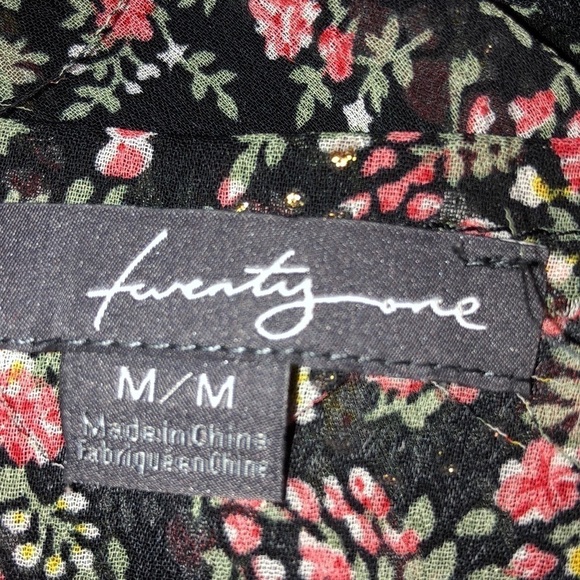 twenty one
M/M
Made in China
Fabriqué en Chine